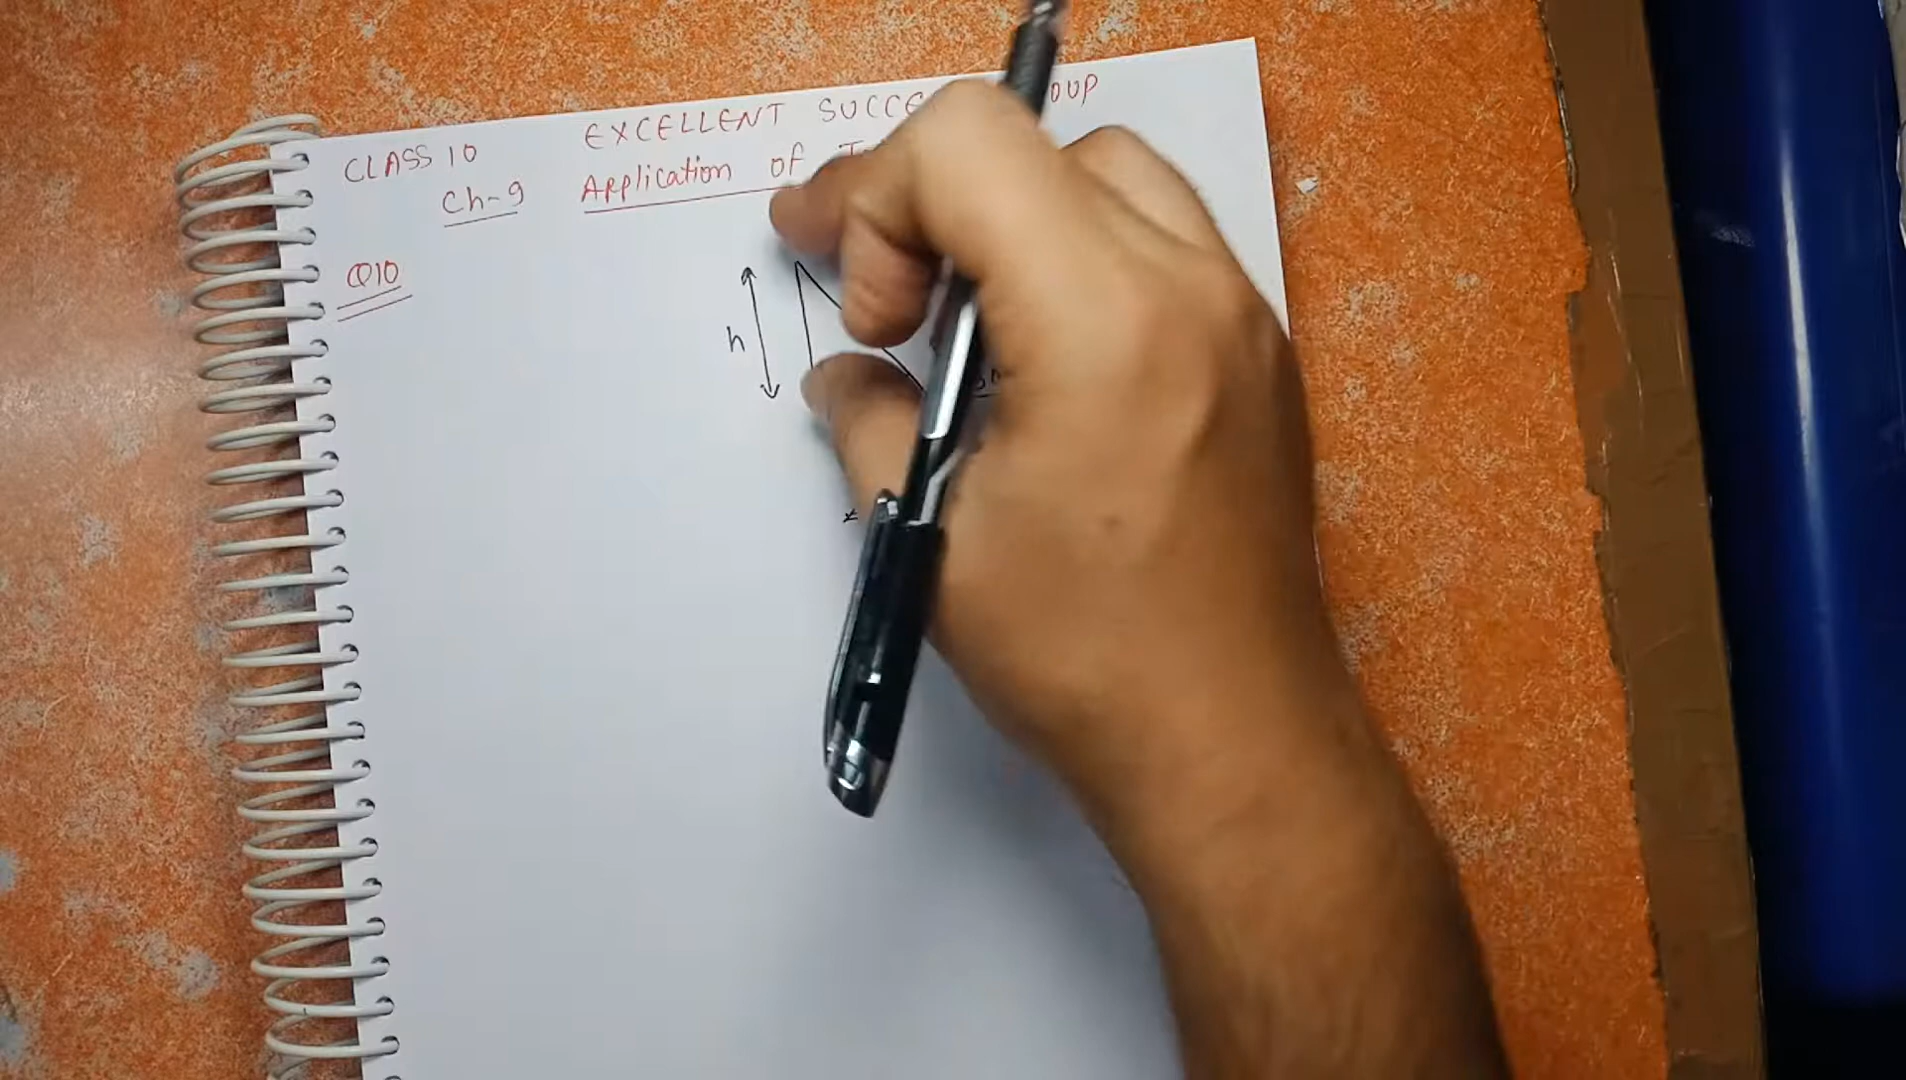 EXCELLENT
CLASS 10
Ch-9 Application of
Q10
h